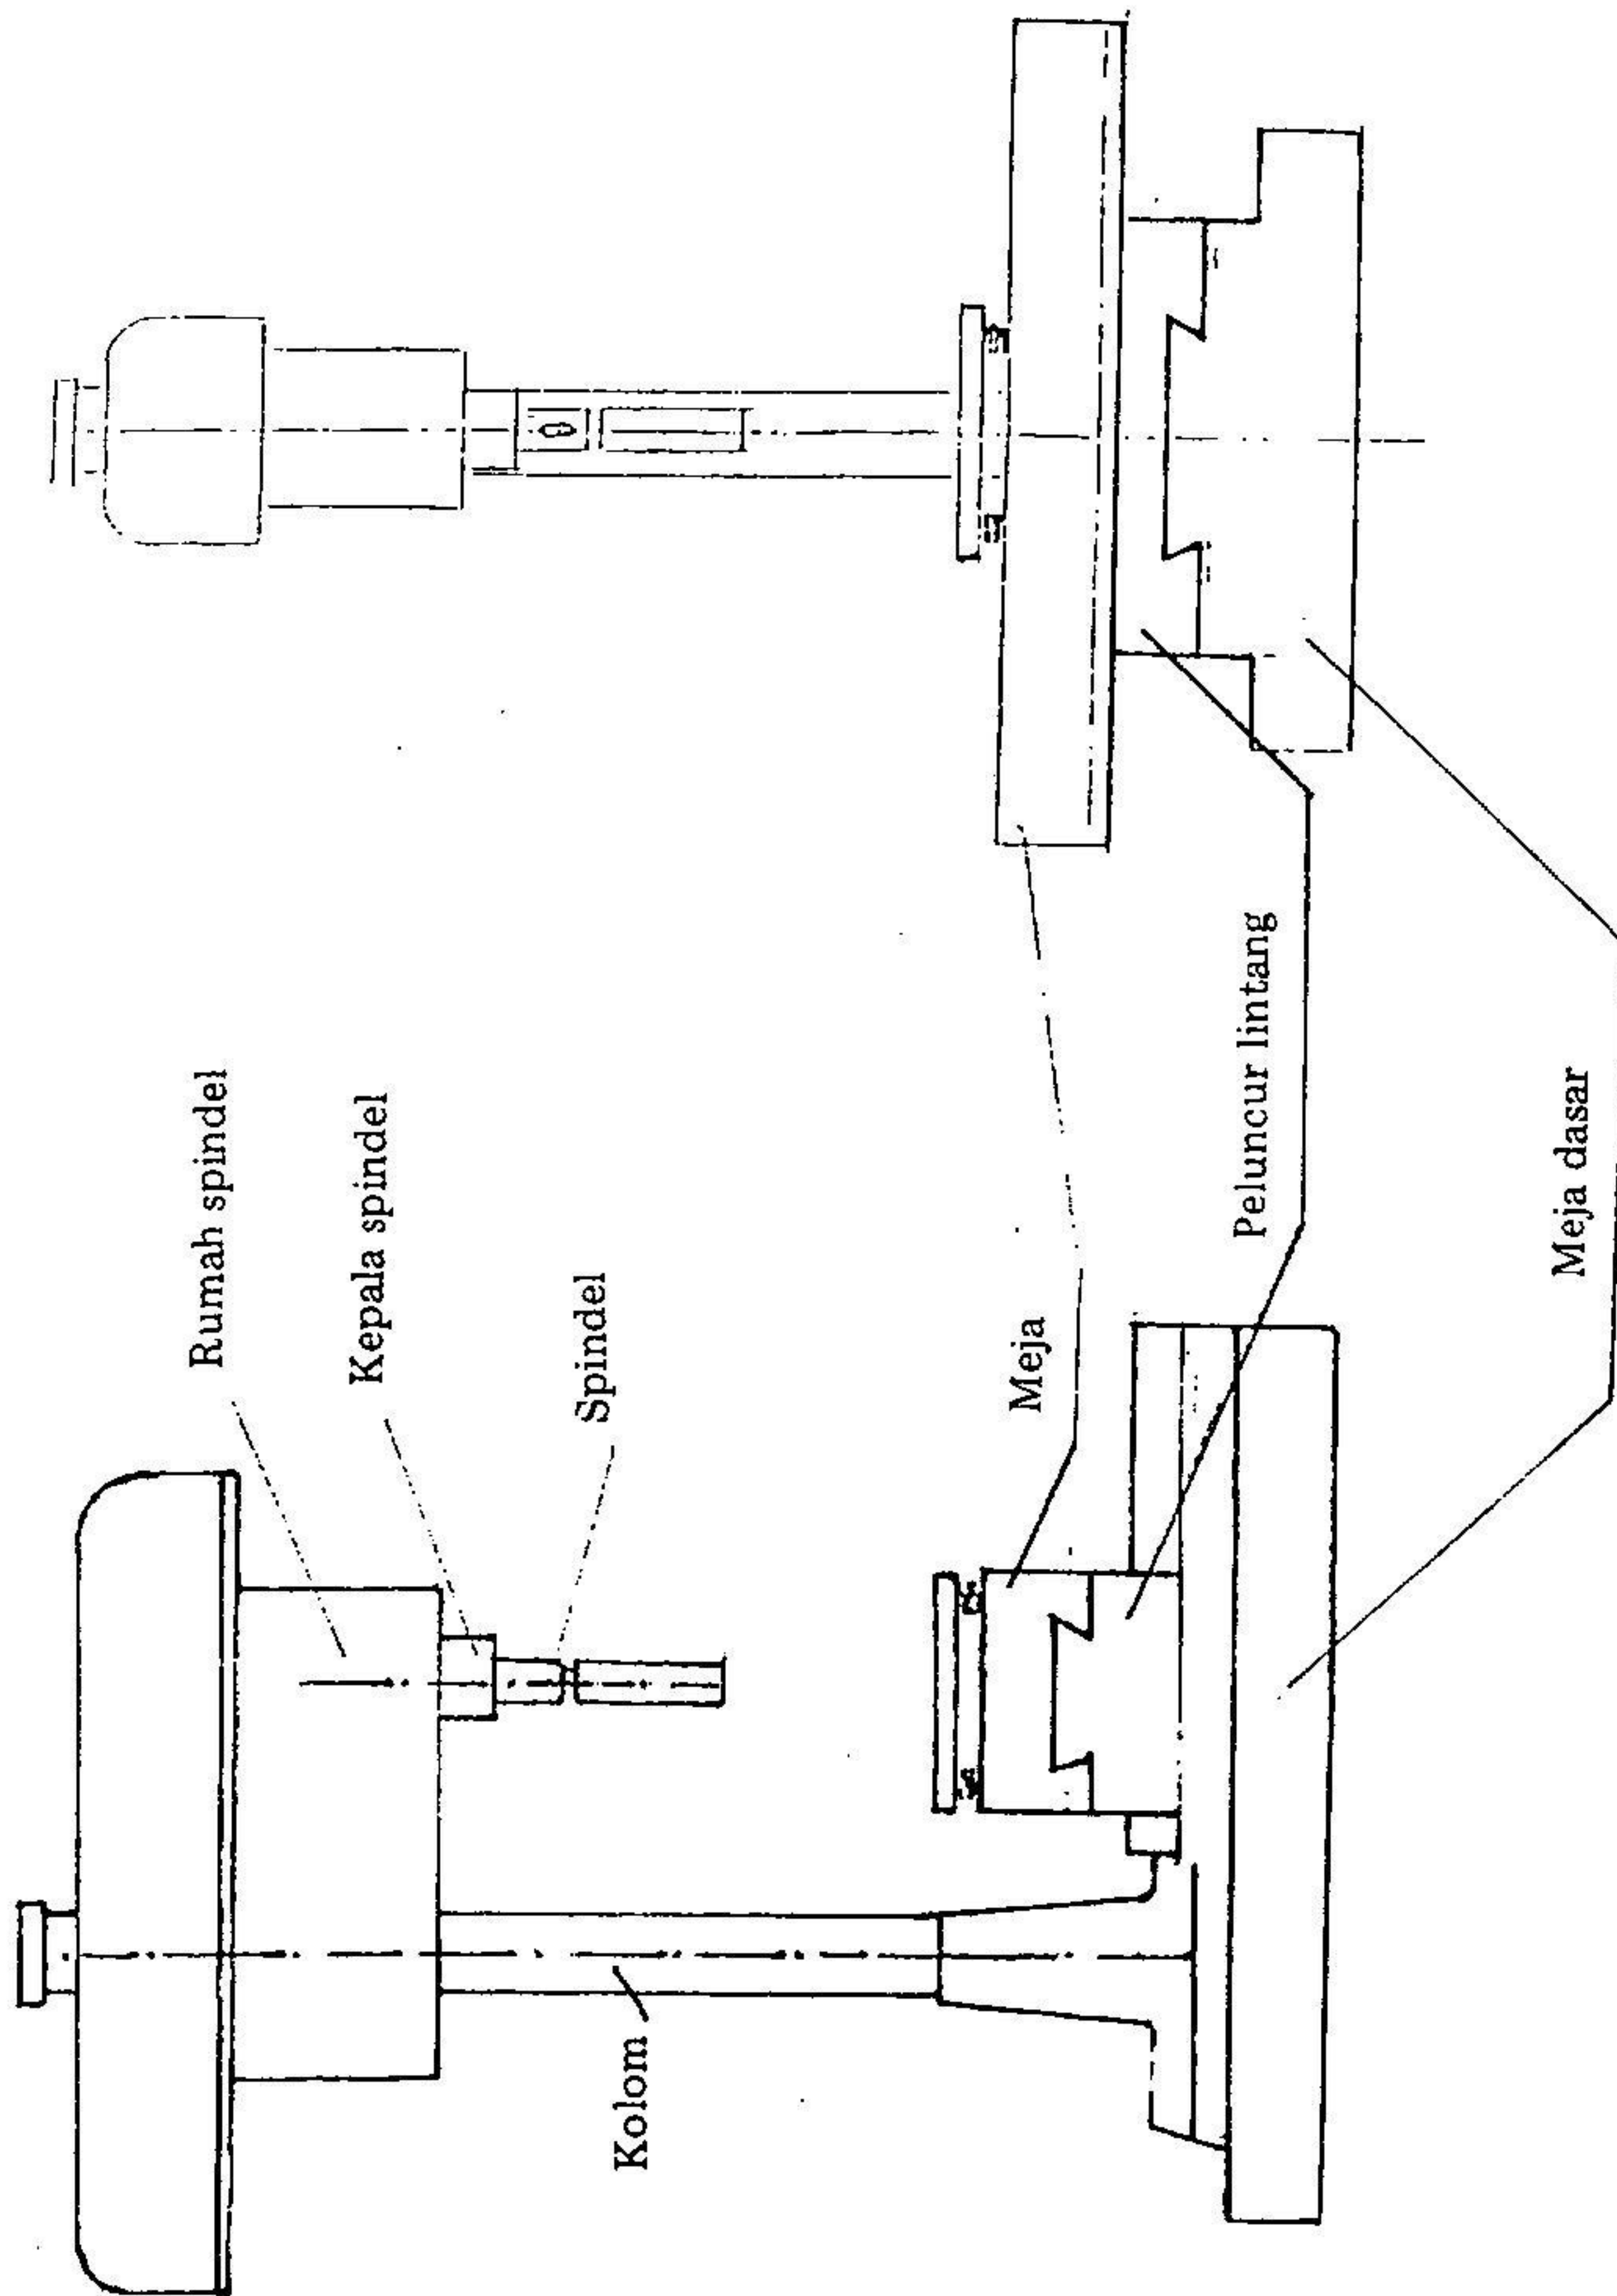 Rumah spindel
Kepala spindel
Spindel
Kolom
Meja
Peluncur lintang
Meja dasar